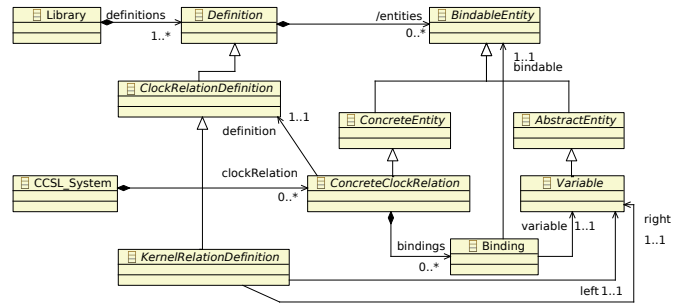 Library
definitions
1..*
Definition
/entities
0..*
BindableEntity
1..1
bindable
ClockRelationDefinition
definition
1..1
ConcreteEntity
AbstractEntity
CCSL_System
clockRelation
0..*
ConcreteClockRelation
Variable
right
1..1
variable 1..1
bindings
0..*
Binding
KernelRelationDefinition
left 1..1